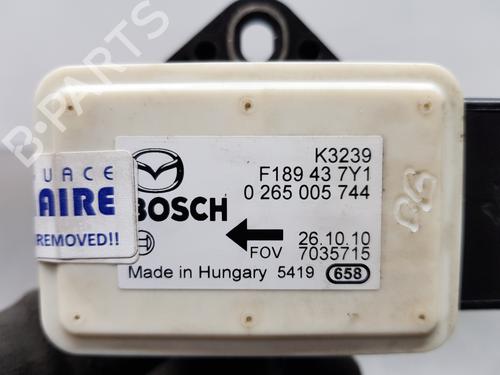 B-PARTS
K3239
F189 43 7Y1
0 265 005 744
UACE
AIRE
REMOVED!!
BOSCH
26.10.10
FOV 7035715
Made in Hungary 5419 658